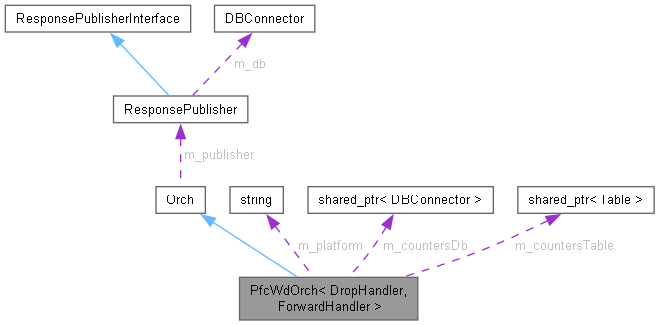 ResponsePublisherInterface
DBConnector
m_db
ResponsePublisher
m_publisher
Orch
string
shared_ptr< DBConnector >
shared_ptr< Table >
m_platform
m_countersDb
m_countersTable
PfcWdOrch< DropHandler,
ForwardHandler >